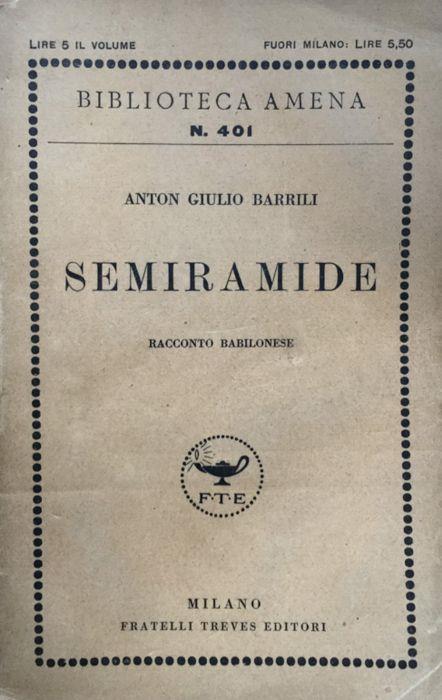 LIRE 5 IL VOLUME FUORI MILANO: LIRE 5,50
BIBLIOTECA AMENA
N. 401
ANTON GIULIO BARRILI
SEMIRAMIDE
RACCONTO BABILONESE
F·T·E
MILANO
FRATELLI TREVES EDITORI